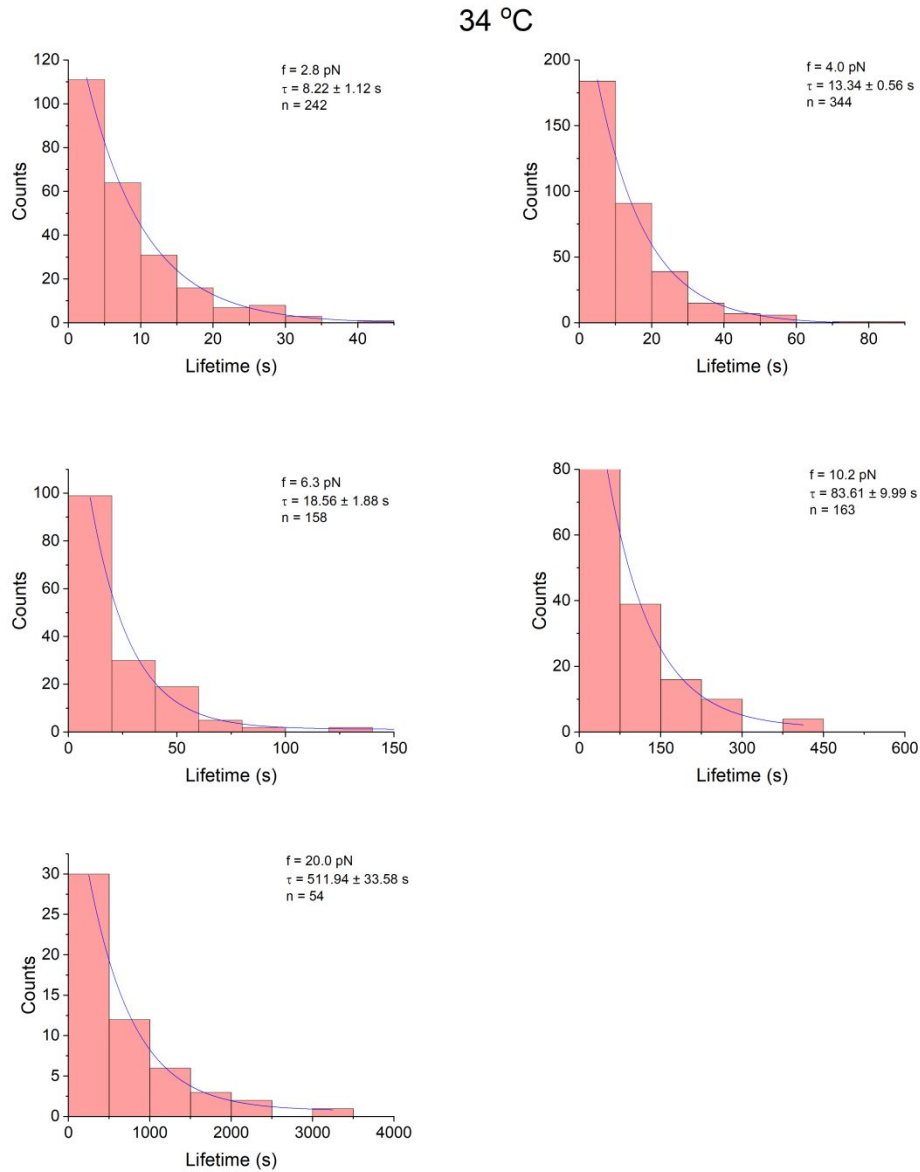 34 °C
120
100
80
60
40
20
0
Counts
0 10 20 30 40
Lifetime (s)
f = 2.8 pN
τ = 8.22 ± 1.12 s
n = 242
200
150
100
50
0
Counts
0 20 40 60 80
Lifetime (s)
f = 4.0 pN
τ = 13.34 ± 0.56 s
n = 344
100
80
60
40
20
0
Counts
0 50 100 150
Lifetime (s)
f = 6.3 pN
τ = 18.56 ± 1.88 s
n = 158
80
60
40
20
0
Counts
0 150 300 450 600
Lifetime (s)
f = 10.2 pN
τ = 83.61 ± 9.99 s
n = 163
30
25
20
15
10
5
0
Counts
0 1000 2000 3000 4000
Lifetime (s)
f = 20.0 pN
τ = 511.94 ± 33.58 s
n = 54